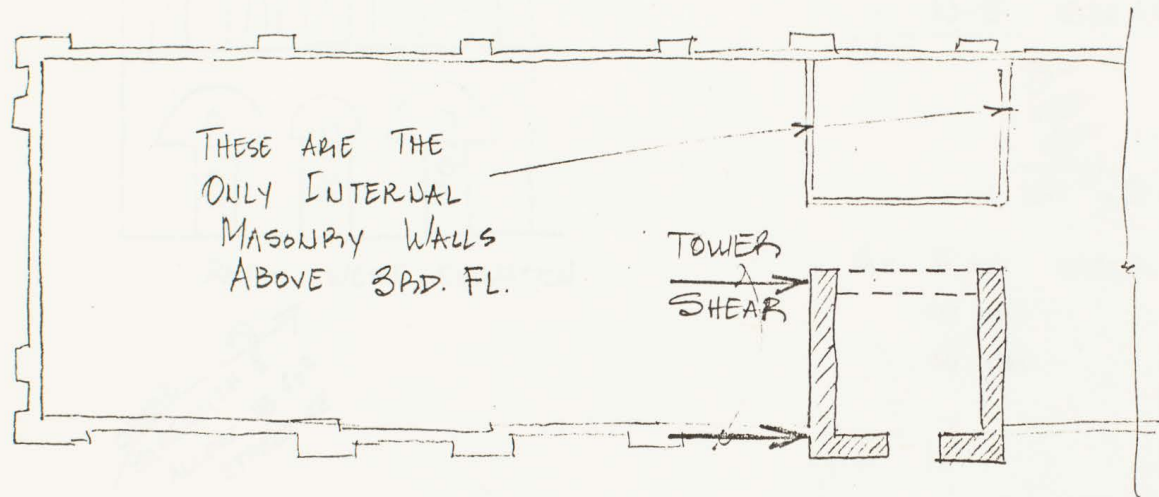 THESE ARE THE
ONLY INTERNAL
MASONRY WALLS
ABOVE 3RD. FL.
TOWER
SHEAR